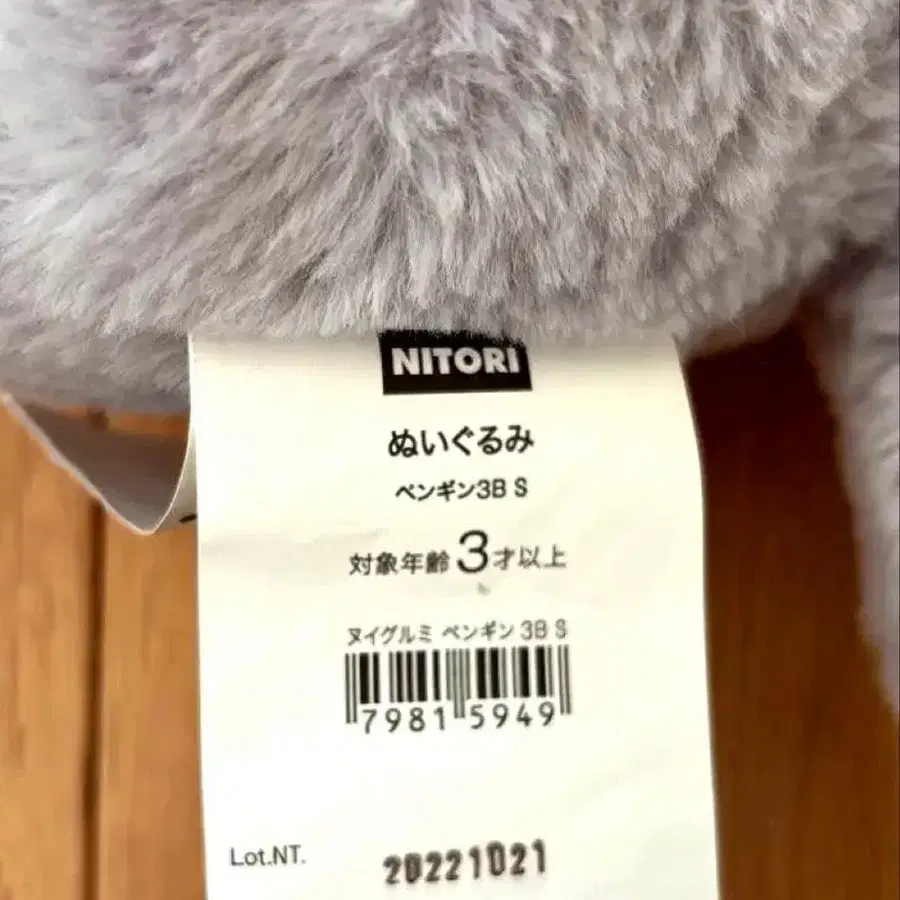 NITORI
ぬいぐるみ
ペンギン3B S
対象年齢 3才以上
ヌイグルミ ペンギン 3B S
7981 5949
Lot.NT. 20221021